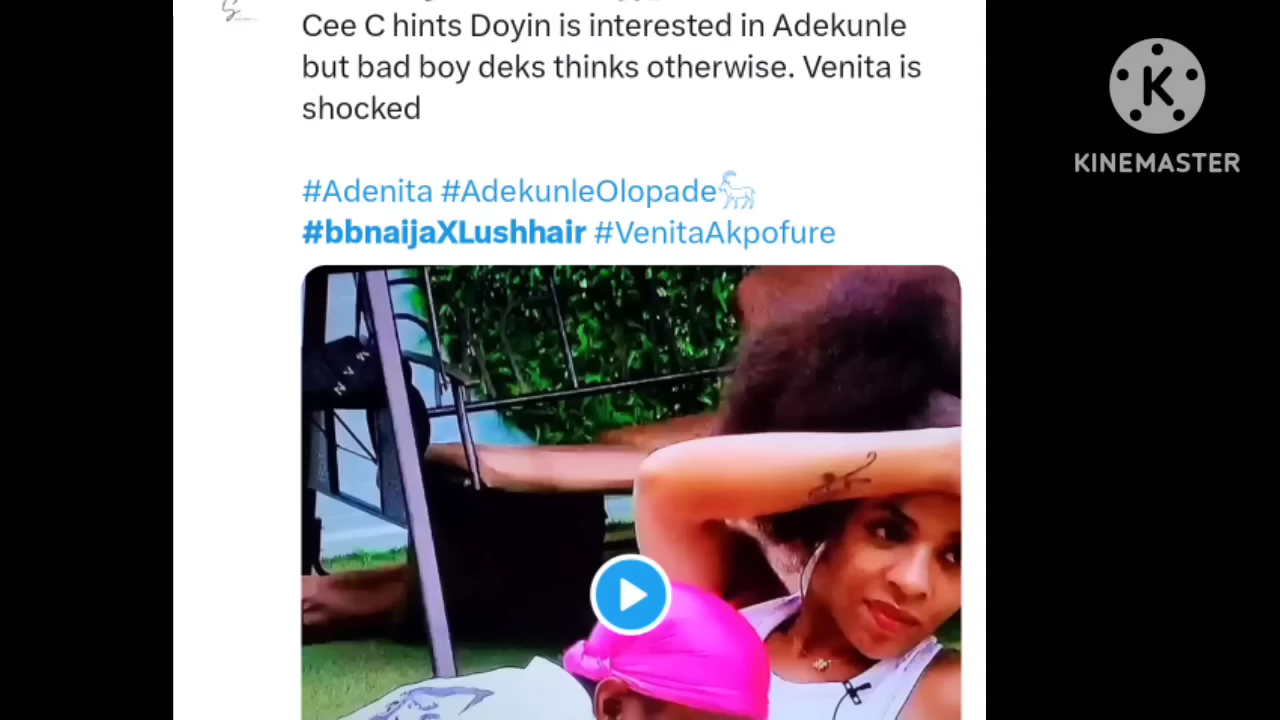 Cee C hints Doyin is interested in Adekunle
but bad boy deks thinks otherwise. Venita is
shocked
#Adenita #AdekunleOlopade
#bbnaijaXLushhair #VenitaAkpofure
MAN
K
KINEMASTER